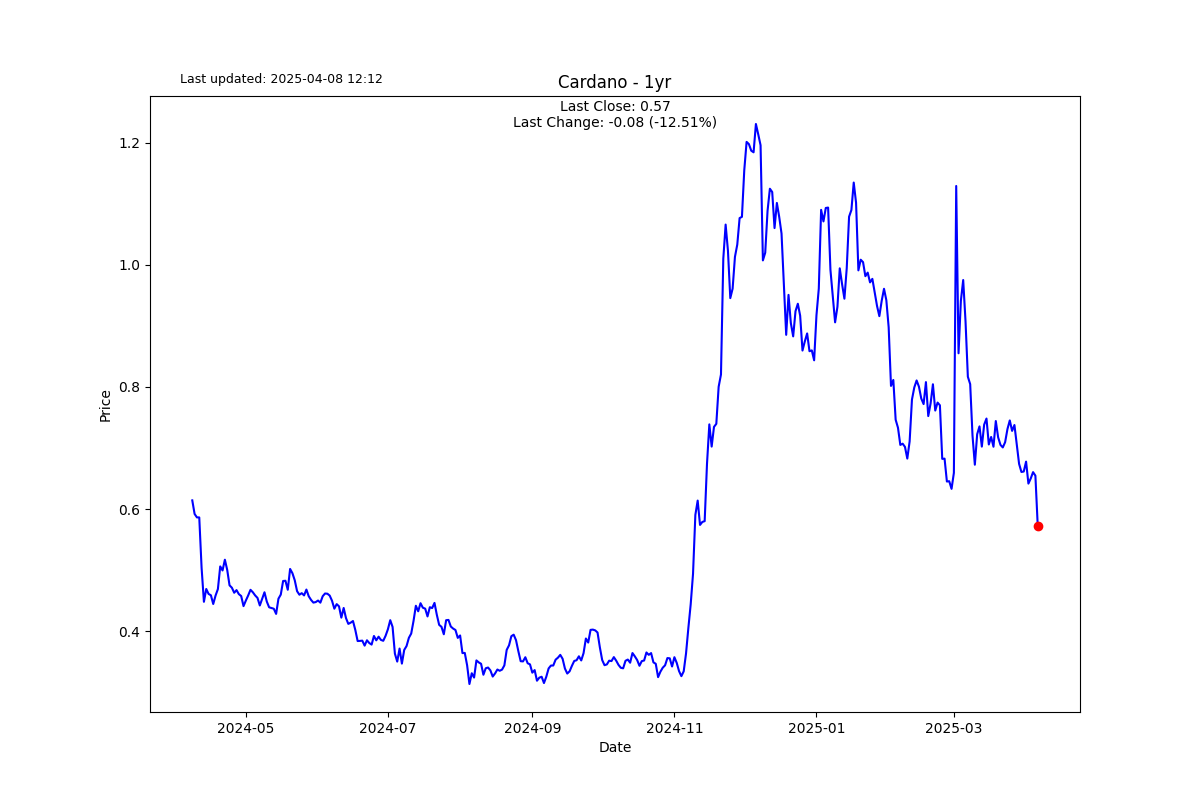 Last updated: 2025-04-08 12:12
Cardano - 1yr
Last Close: 0.57
Last Change: -0.08 (-12.51%)
1.2
1.0
0.8
0.6
0.4
Price
2024-05
2024-07
2024-09
2024-11
2025-01
2025-03
Date